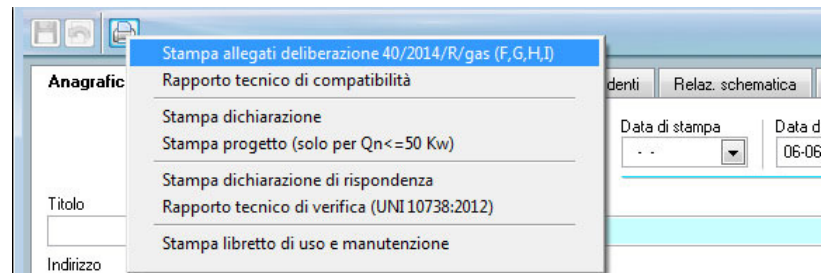 Stampa allegati deliberazione 40/2014/R/gas (F,G,H,I)
Anagrafic
Rapporto tecnico di compatibilità
denti
Relaz. schematica
Stampa dichiarazione
Data di stampa
Data d
Stampa progetto (solo per Qn<=50 Kw)
- -
06-06
Stampa dichiarazione di rispondenza
Titolo
Rapporto tecnico di verifica (UNI 10738:2012)
Stampa libretto di uso e manutenzione
Indirizzo